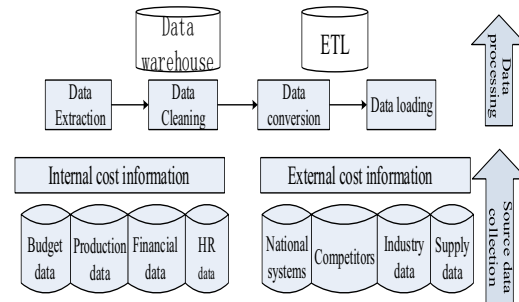 Data
warehouse
ETL
Data
Extraction
Data
Cleaning
Data
conversion
Data loading
Data
processing
Internal cost information
External cost information
Budget
data
Production
data
Financial
data
HR
data
National
systems
Competitors
Industry
data
Supply
data
Source data
collection